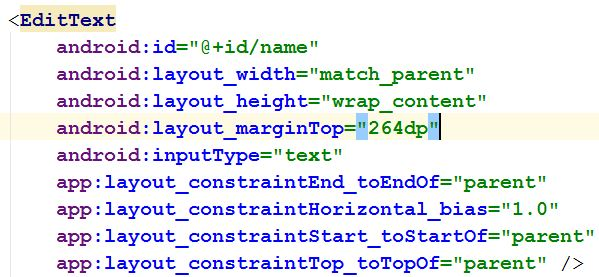 <EditText
android:id="@+id/name"
android:layout_width="match_parent"
android:layout_height="wrap_content"
android:layout_marginTop="264dp"
android:inputType="text"
app:layout_constraintEnd_toEndOf="parent"
app:layout_constraintHorizontal_bias="1.0"
app:layout_constraintStart_toStartOf="parent"
app:layout_constraintTop_toTopOf="parent" />